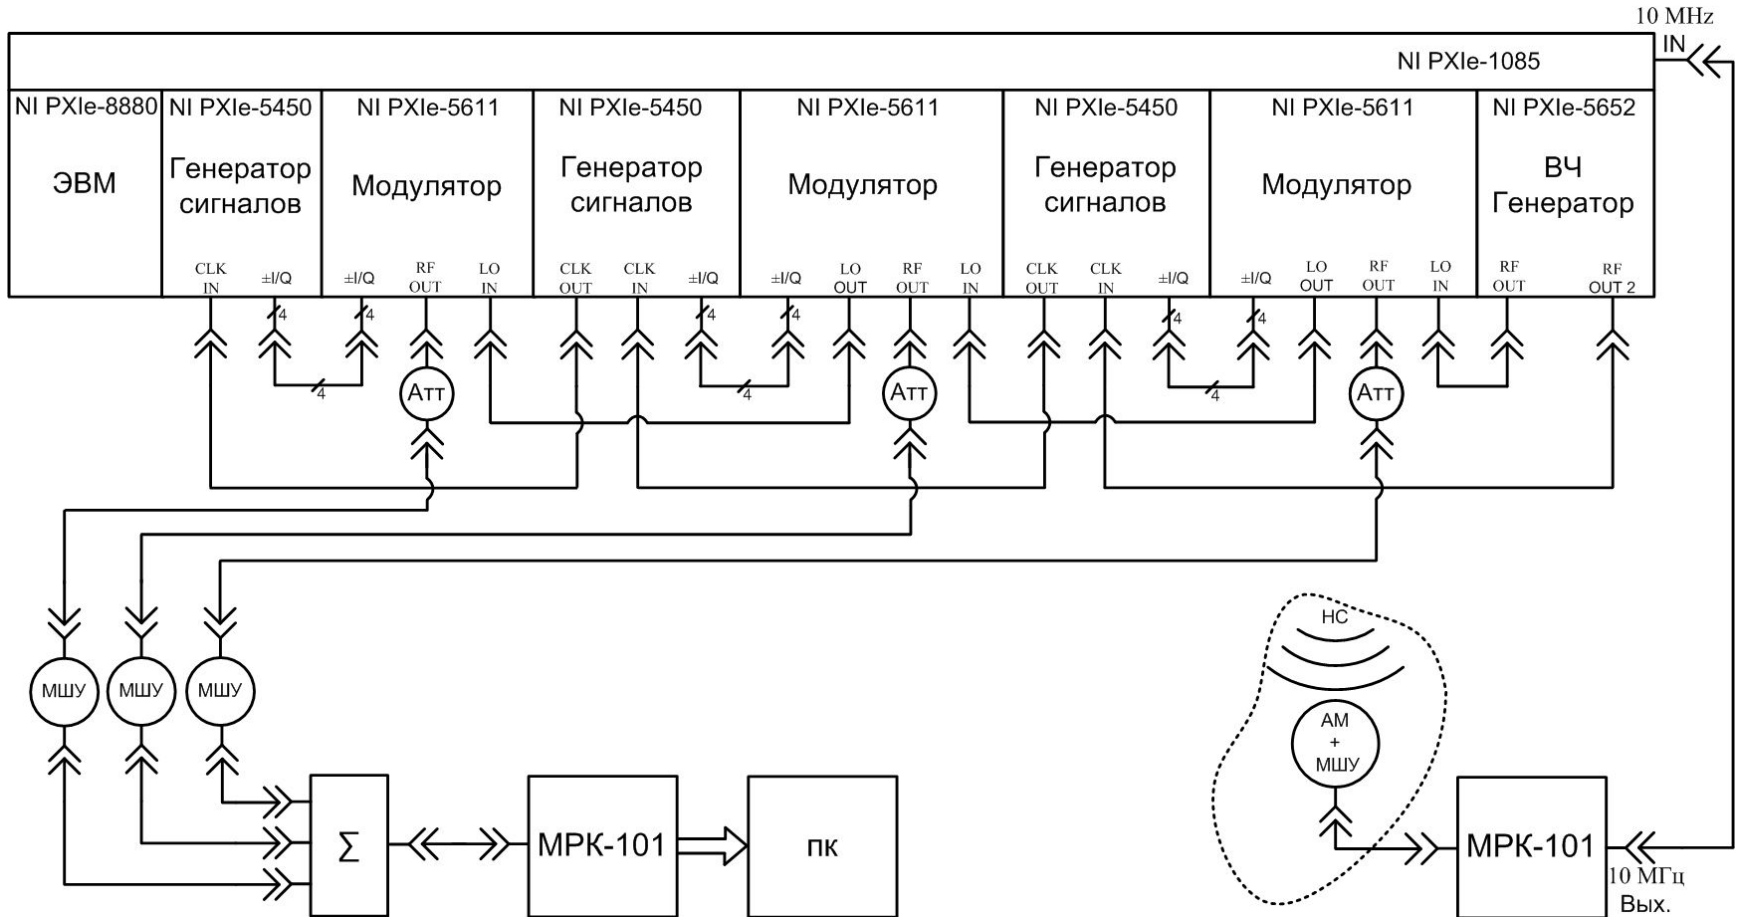 10 MHz
IN
NI PXIe-1085
NI PXIe-8880
NI PXIe-5450
NI PXIe-5611
NI PXIe-5450
NI PXIe-5611
NI PXIe-5450
NI PXIe-5611
NI PXIe-5652
ЭВМ
Генератор
сигналов
Модулятор
Генератор
сигналов
Модулятор
Генератор
сигналов
Модулятор
ВЧ
Генератор
CLK
IN
±I/Q
±I/Q
RF
OUT
LO
IN
CLK
OUT
CLK
IN
±I/Q
±I/Q
LO
OUT
RF
OUT
LO
IN
CLK
OUT
CLK
IN
±I/Q
±I/Q
LO
OUT
RF
OUT
LO
IN
RF
OUT
RF
OUT 2
4
4
4
4
4
4
4
4
4
Атт
Атт
Атт
МШУ
МШУ
МШУ
НС
АМ
+
МШУ
∑
МРК-101
пк
МРК-101
10 МГц
Вых.